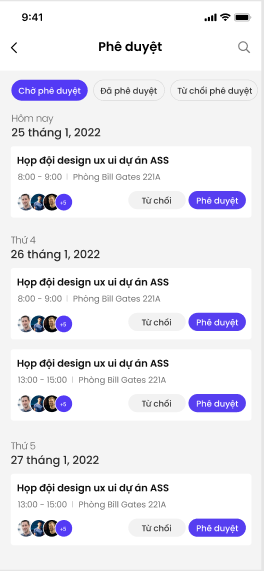 9:41
Phê duyệt
Chờ phê duyệt
Đã phê duyệt
Từ chối phê duyệt
Hôm nay
25 tháng 1, 2022
Họp đội design ux ui dự án ASS
8:00 - 9:00 | Phòng Bill Gates 221A
+5
Từ chối
Phê duyệt
Thứ 4
26 tháng 1, 2022
Họp đội design ux ui dự án ASS
8:00 - 9:00 | Phòng Bill Gates 221A
+5
Từ chối
Phê duyệt
Họp đội design ux ui dự án ASS
13:00 - 15:00 | Phòng Bill Gates 221A
+5
Từ chối
Phê duyệt
Thứ 5
27 tháng 1, 2022
Họp đội design ux ui dự án ASS
13:00 - 15:00 | Phòng Bill Gates 221A
+5
Từ chối
Phê duyệt